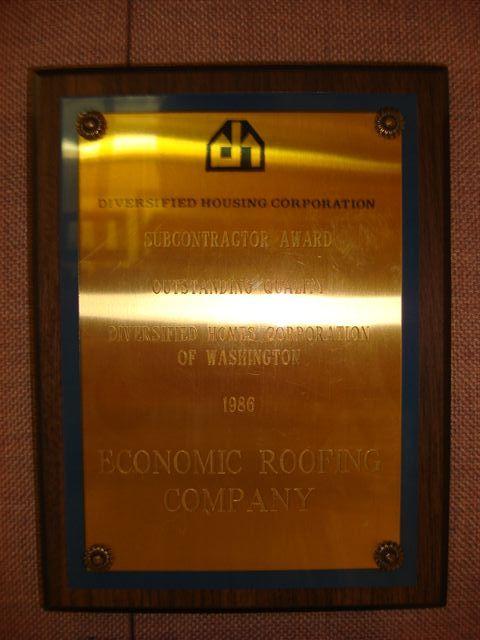 DIVERSIFIED HOUSING CORPORATION
SUBCONTRACTOR AWARD
OUTSTANDING QUALITY
DIVERSIFIED HOMES CORPORATION
OF WASHINGTON
1986
ECONOMIC ROOFING
COMPANY